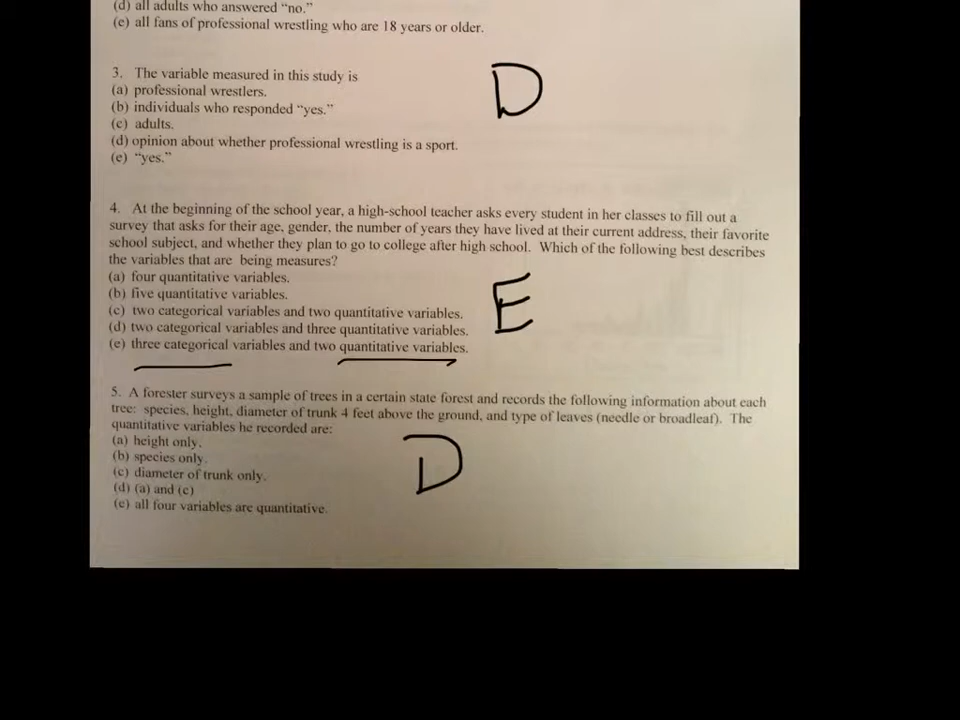 (d) all adults who answered “no.”
(e) all fans of professional wrestling who are 18 years or older.
3. The variable measured in this study is
(a) professional wrestlers.
(b) individuals who responded “yes.”
(c) adults.
(d) opinion about whether professional wrestling is a sport.
(e) “yes.”
D
4. At the beginning of the school year, a high-school teacher asks every student in her classes to fill out a
survey that asks for their age, gender, the number of years they have lived at their current address, their favorite
school subject, and whether they plan to go to college after high school. Which of the following best describes
the variables that are being measures?
(a) four quantitative variables.
(b) five quantitative variables.
(c) two categorical variables and two quantitative variables.
(d) two categorical variables and three quantitative variables.
(e) three categorical variables and two quantitative variables.
E
5. A forester surveys a sample of trees in a certain state forest and records the following information about each
tree: species, height, diameter of trunk 4 feet above the ground, and type of leaves (needle or broadleaf). The
quantitative variables he recorded are:
(a) height only.
(b) species only.
(c) diameter of trunk only.
(d) (a) and (c)
(e) all four variables are quantitative.
D